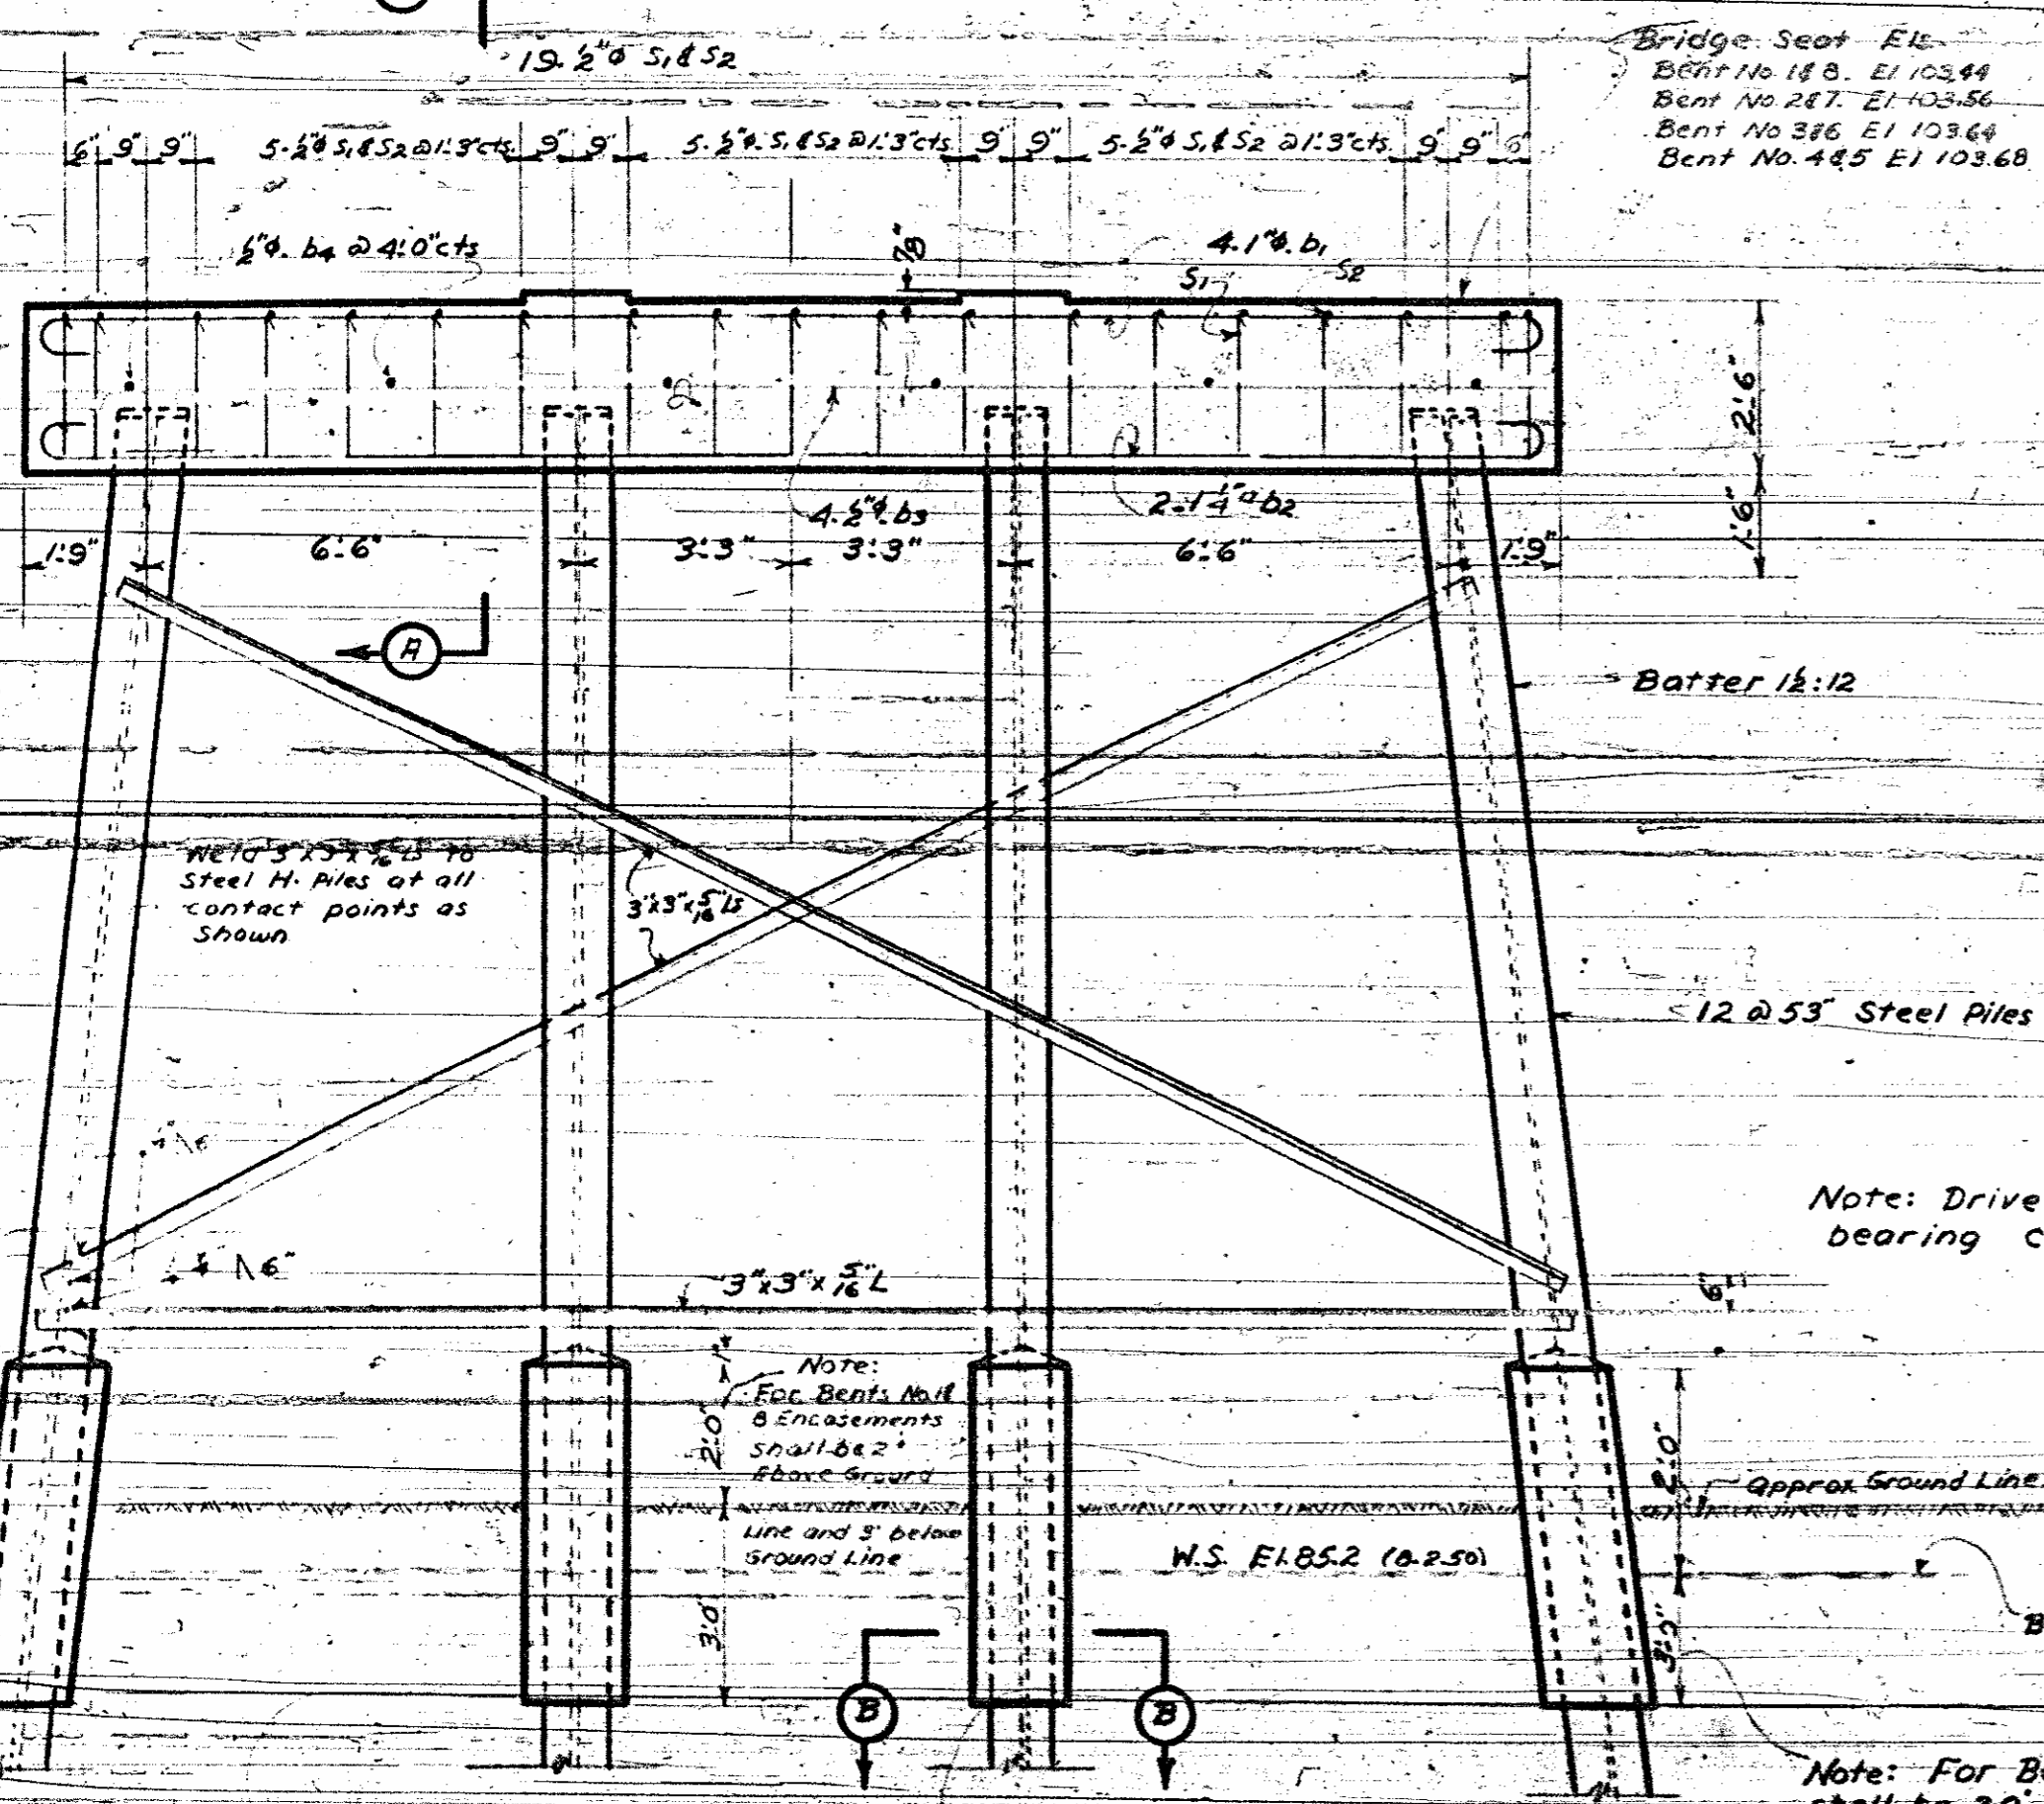 19-½"φ S1 & S2
Bridge Seat Els.
Bent No. 1&8. El 103.44
Bent No. 2&7. El 103.56
Bent No 3&6 El 103.64
Bent No. 4&5 El 103.68
6" 9" 9" 5-½"φ S1 & S2 @ 1'-3"cts 9" 9" 5-½"φ S1 & S2 @ 1'-3"cts 9" 9" 5-½"φ S1 & S2 @ 1'-3"cts. 9" 9" 6"
½"φ. b4 @ 4'-0"cts
4-1"φ. b1
S1 S2
2'-6"
4-½"φ. b3
2-1¼"φ b2
1'-6"
1'-9" 6'-6" 3'-3" 3'-3" 6'-6" 1'-9"
A
Batter 1½:12
Weld 3"x3"x5/16" Ls to
Steel H. Piles at all
contact points as
shown
3"x3"x5/16" Ls
12 @ 53" Steel Piles
Note: Drive
bearing
6"
3"x3"x5/16" L
6"
1"
Note:
For Bents No.1&
8 Encasements
shall be 2'
Above Ground
Line and 3' below
Ground Line
2'-0"
3'-0"
2'-0"
Approx Ground Line
W.S. El.85.2 (Q-250)
3'-0"
B
B B
Note: For